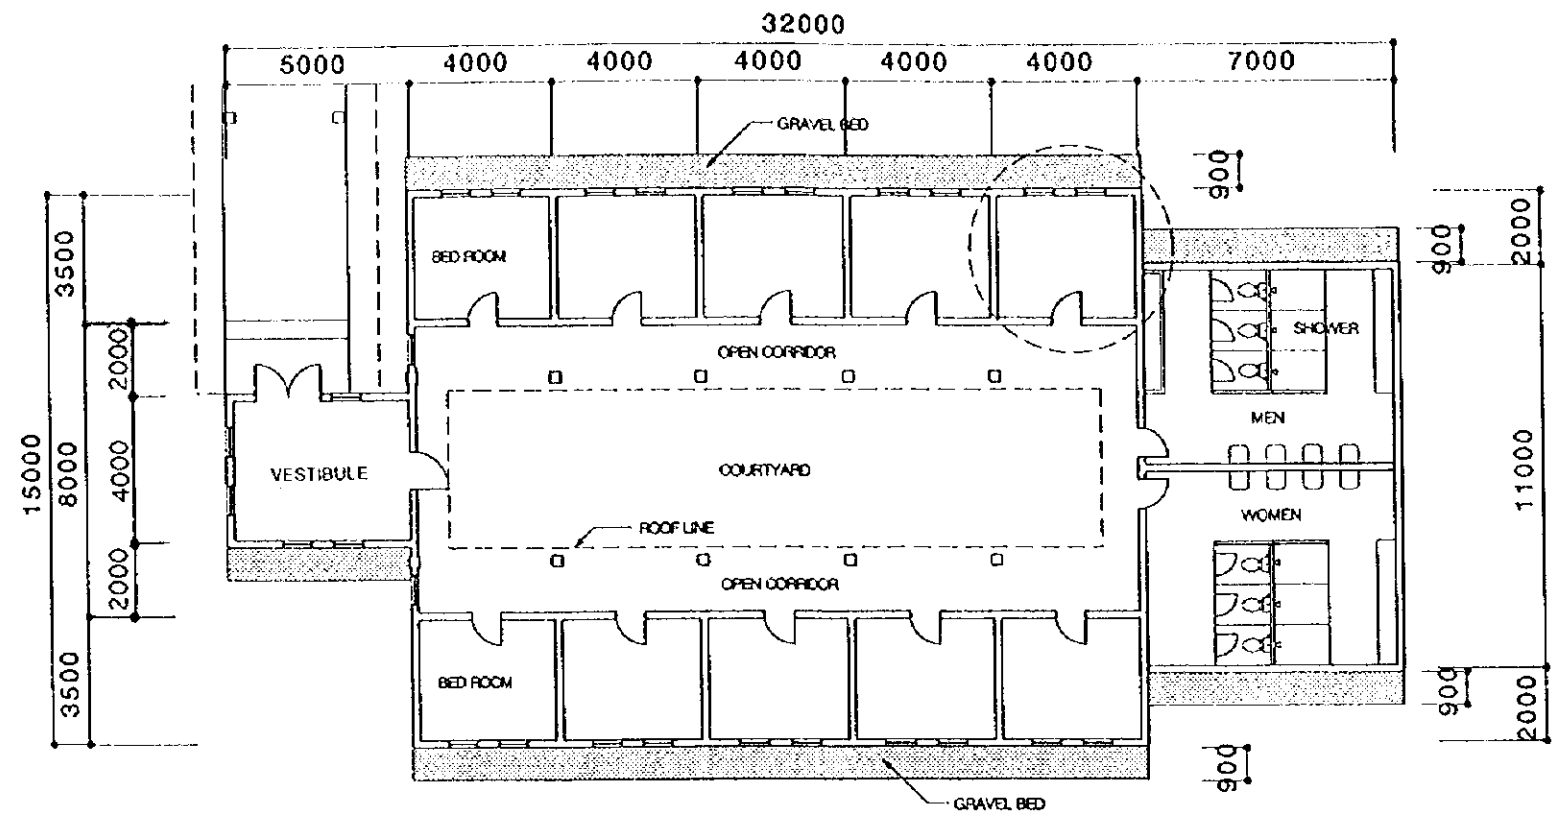 32000
5000 4000 4000 4000 4000 4000 7000
GRAVEL BED
900
2000
900
3500
BED ROOM
SHOWER
2000
OPEN CORRIDOR
MEN
15000
8000
4000
VESTIBULE
COURTYARD
11000
WOMEN
ROOF LINE
2000
OPEN CORRIDOR
3500
BED ROOM
900
2000
900
GRAVEL BED